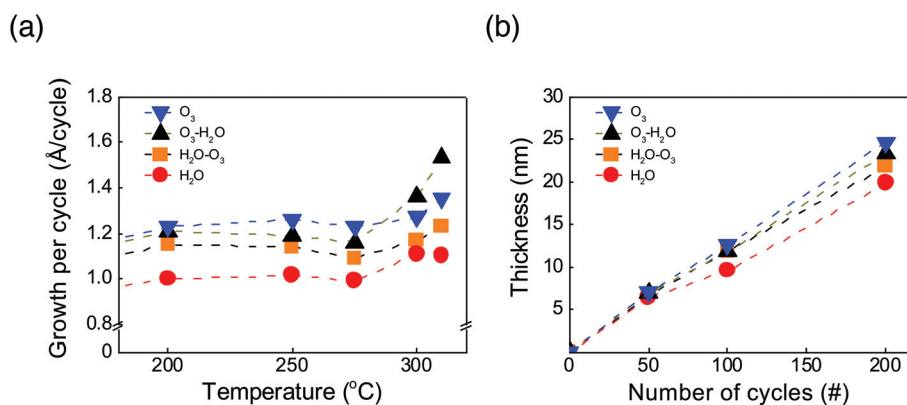 (a)
Growth per cycle (Å/cycle)
1.8
1.6
1.4
1.2
1.0
0.8
0
O₃
O₃-H₂O
H₂O-O₃
H₂O
200
250
300
Temperature (°C)
(b)
Thickness (nm)
30
25
20
15
10
5
O₃
O₃-H₂O
H₂O-O₃
H₂O
0
50
100
150
200
Number of cycles (#)